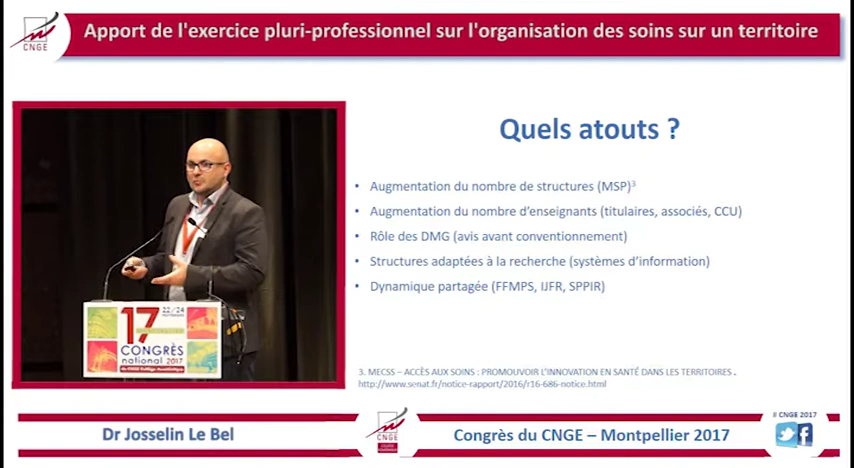 CNGE
Apport de l'exercice pluri-professionnel sur l'organisation des soins sur un territoire
Quels atouts ?
• Augmentation du nombre de structures (MSP)³
• Augmentation du nombre d'enseignants (titulaires, associés, CCU)
• Rôle des DMG (avis avant conventionnement)
• Structures adaptées à la recherche (systèmes d'information)
• Dynamique partagée (FFMPS, IJFR, SPPIR)
22/24
17
CONGRÈS
national 2017
3. MECSS – ACCÈS AUX SOINS : PROMOUVOIR L'INNOVATION EN SANTÉ DANS LES TERRITOIRES .
http://www.senat.fr/notice-rapport/2016/r16-686-notice.html
Dr Josselin Le Bel
CNGE
Congrès du CNGE – Montpellier 2017
# CNGE 2017